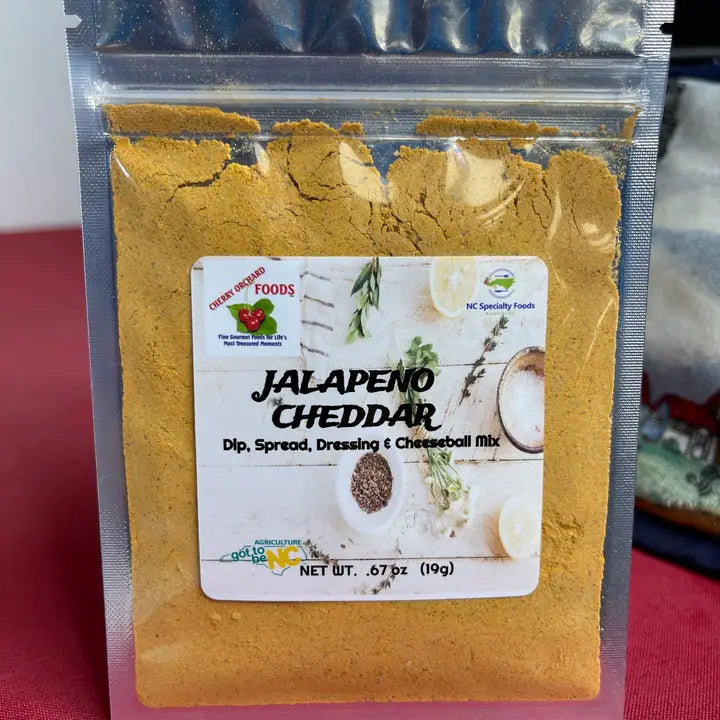 CHERRY ORCHARD
FOODS
Fine Gourmet Foods for Life's
Most Treasured Moments
NC Specialty Foods
JALAPENO
CHEDDAR
Dip, Spread, Dressing & Cheeseball Mix
AGRICULTURE
got to
be NC
NET WT. .67 oz (19g)